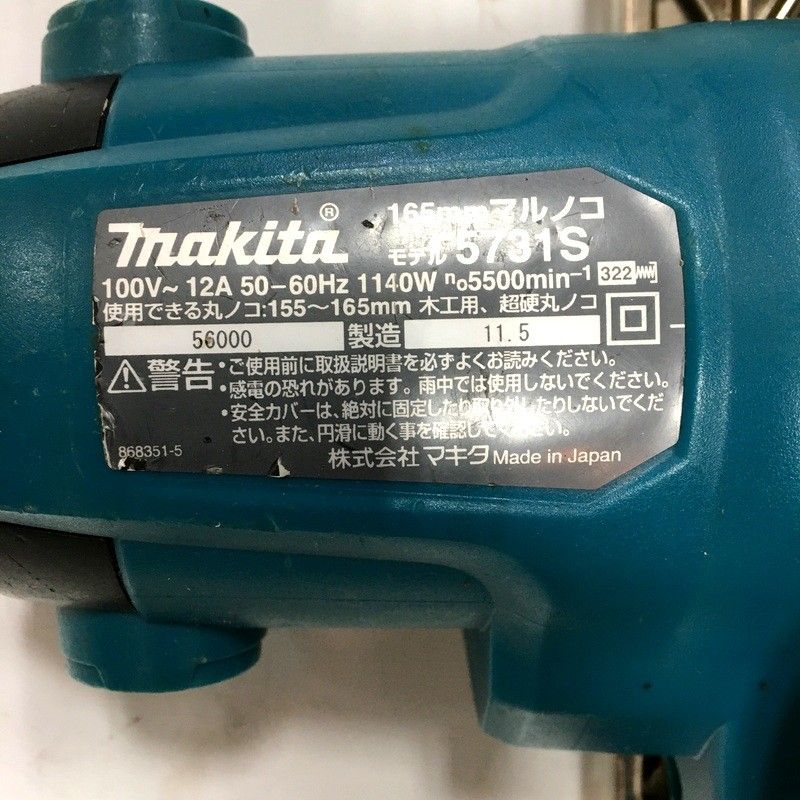 165mmマルノコ
makita® モデル 5731S
100V~ 12A 50-60Hz 1140W n₀5500min⁻¹ 322
使用できる丸ノコ:155~165mm 木工用、超硬丸ノコ
56000 製造 11.5
⚠警告 ・ご使用前に取扱説明書を必ずよくお読みください。
・感電の恐れがあります。雨中では使用しないでください。
・安全カバーは、絶対に固定したり取り外したりしないでくだ
さい。また、円滑に動く事を確認してください。
868351-5 株式会社 マキタ Made in Japan